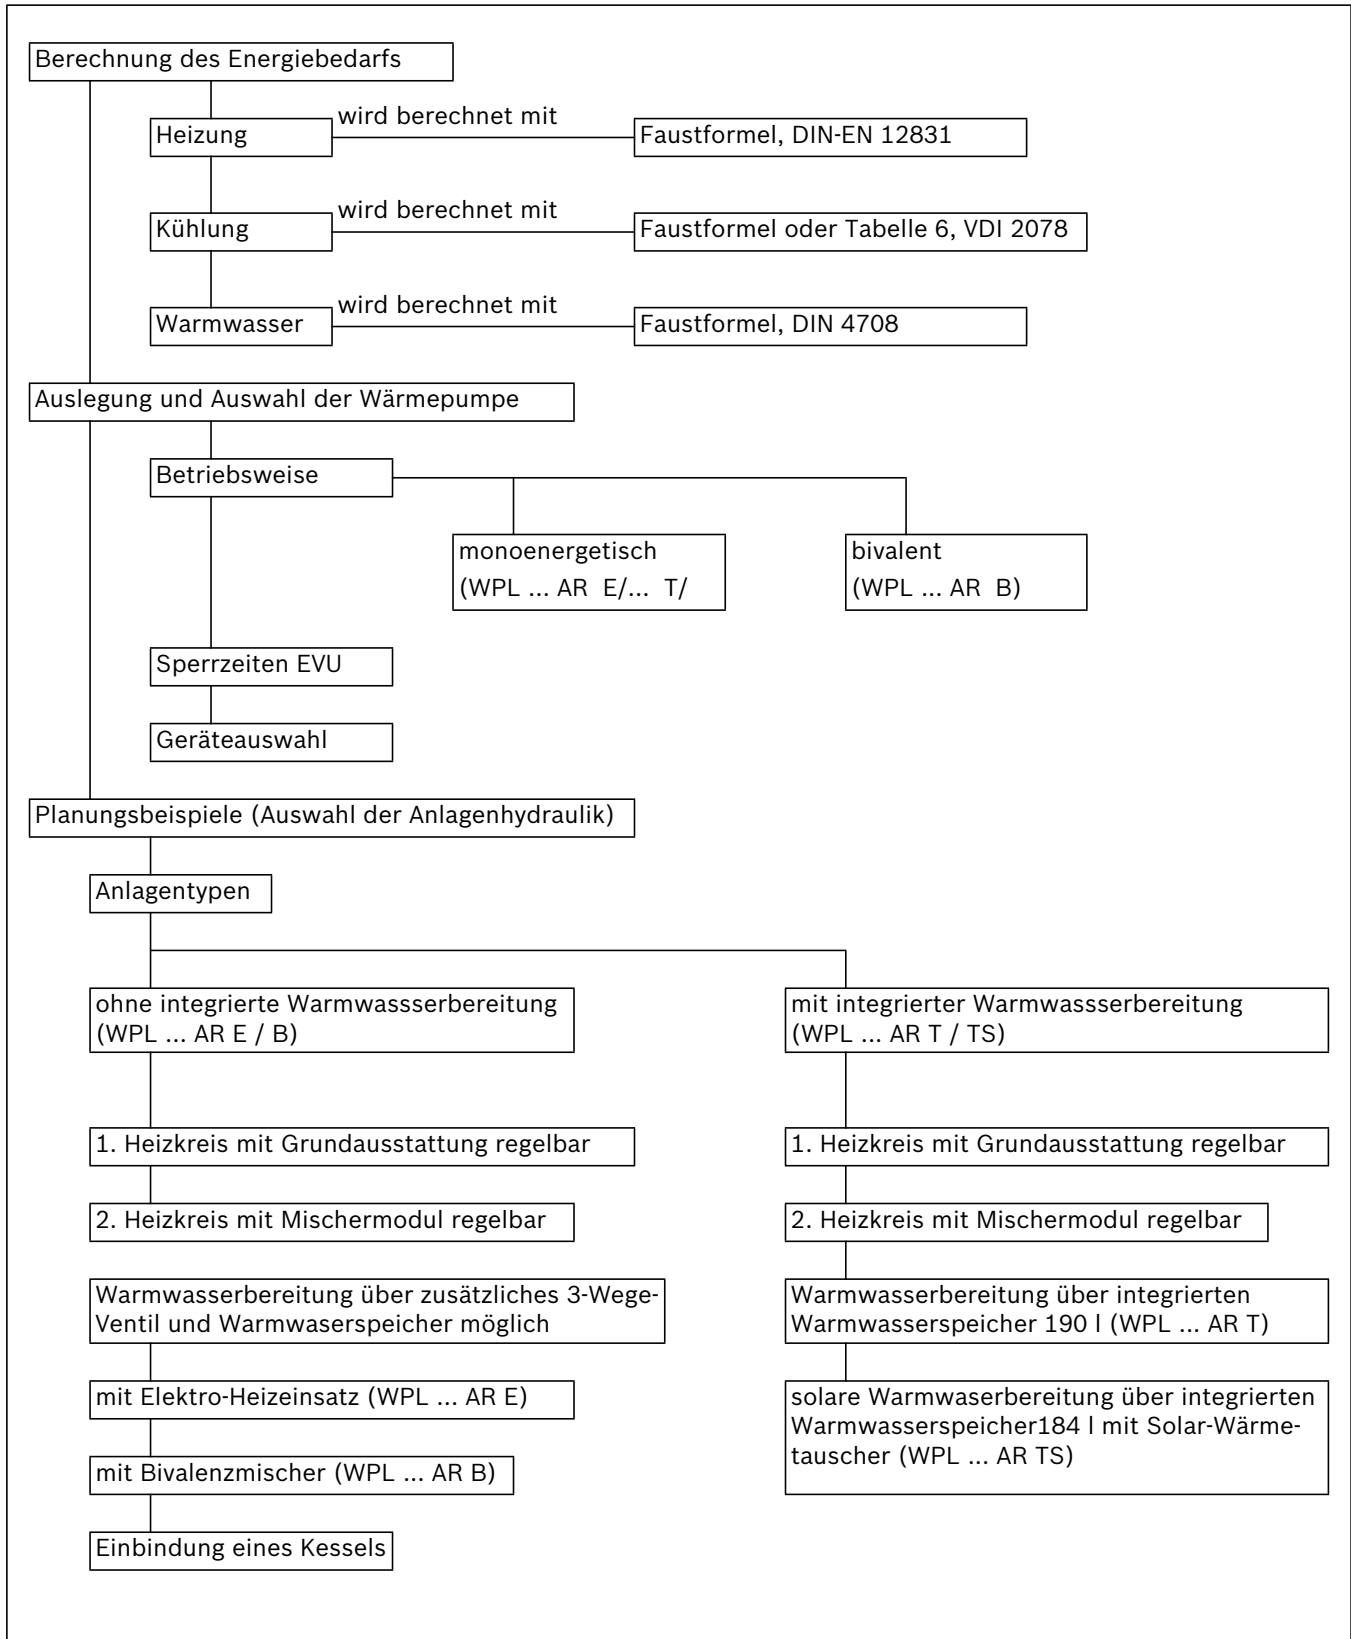 Berechnung des Energiebedarfs
wird berechnet mit
Heizung
Faustformel, DIN-EN 12831
wird berechnet mit
Kühlung
Faustformel oder Tabelle 6, VDI 2078
wird berechnet mit
Warmwasser
Faustformel, DIN 4708
Auslegung und Auswahl der Wärmepumpe
Betriebsweise
monoenergetisch
(WPL ... AR E/... T/
bivalent
(WPL ... AR B)
Sperrzeiten EVU
Geräteauswahl
Planungsbeispiele (Auswahl der Anlagenhydraulik)
Anlagentypen
ohne integrierte Warmwassserbereitung
(WPL ... AR E / B)
mit integrierter Warmwassserbereitung
(WPL ... AR T / TS)
1. Heizkreis mit Grundausstattung regelbar
1. Heizkreis mit Grundausstattung regelbar
2. Heizkreis mit Mischermodul regelbar
2. Heizkreis mit Mischermodul regelbar
Warmwasserbereitung über zusätzliches 3-Wege-
Ventil und Warmwaserspeicher möglich
Warmwasserbereitung über integrierten
Warmwasserspeicher 190 l (WPL ... AR T)
mit Elektro-Heizeinsatz (WPL ... AR E)
solare Warmwaserbereitung über integrierten
Warmwasserspeicher184 l mit Solar-Wärme-
tauscher (WPL ... AR TS)
mit Bivalenzmischer (WPL ... AR B)
Einbindung eines Kessels